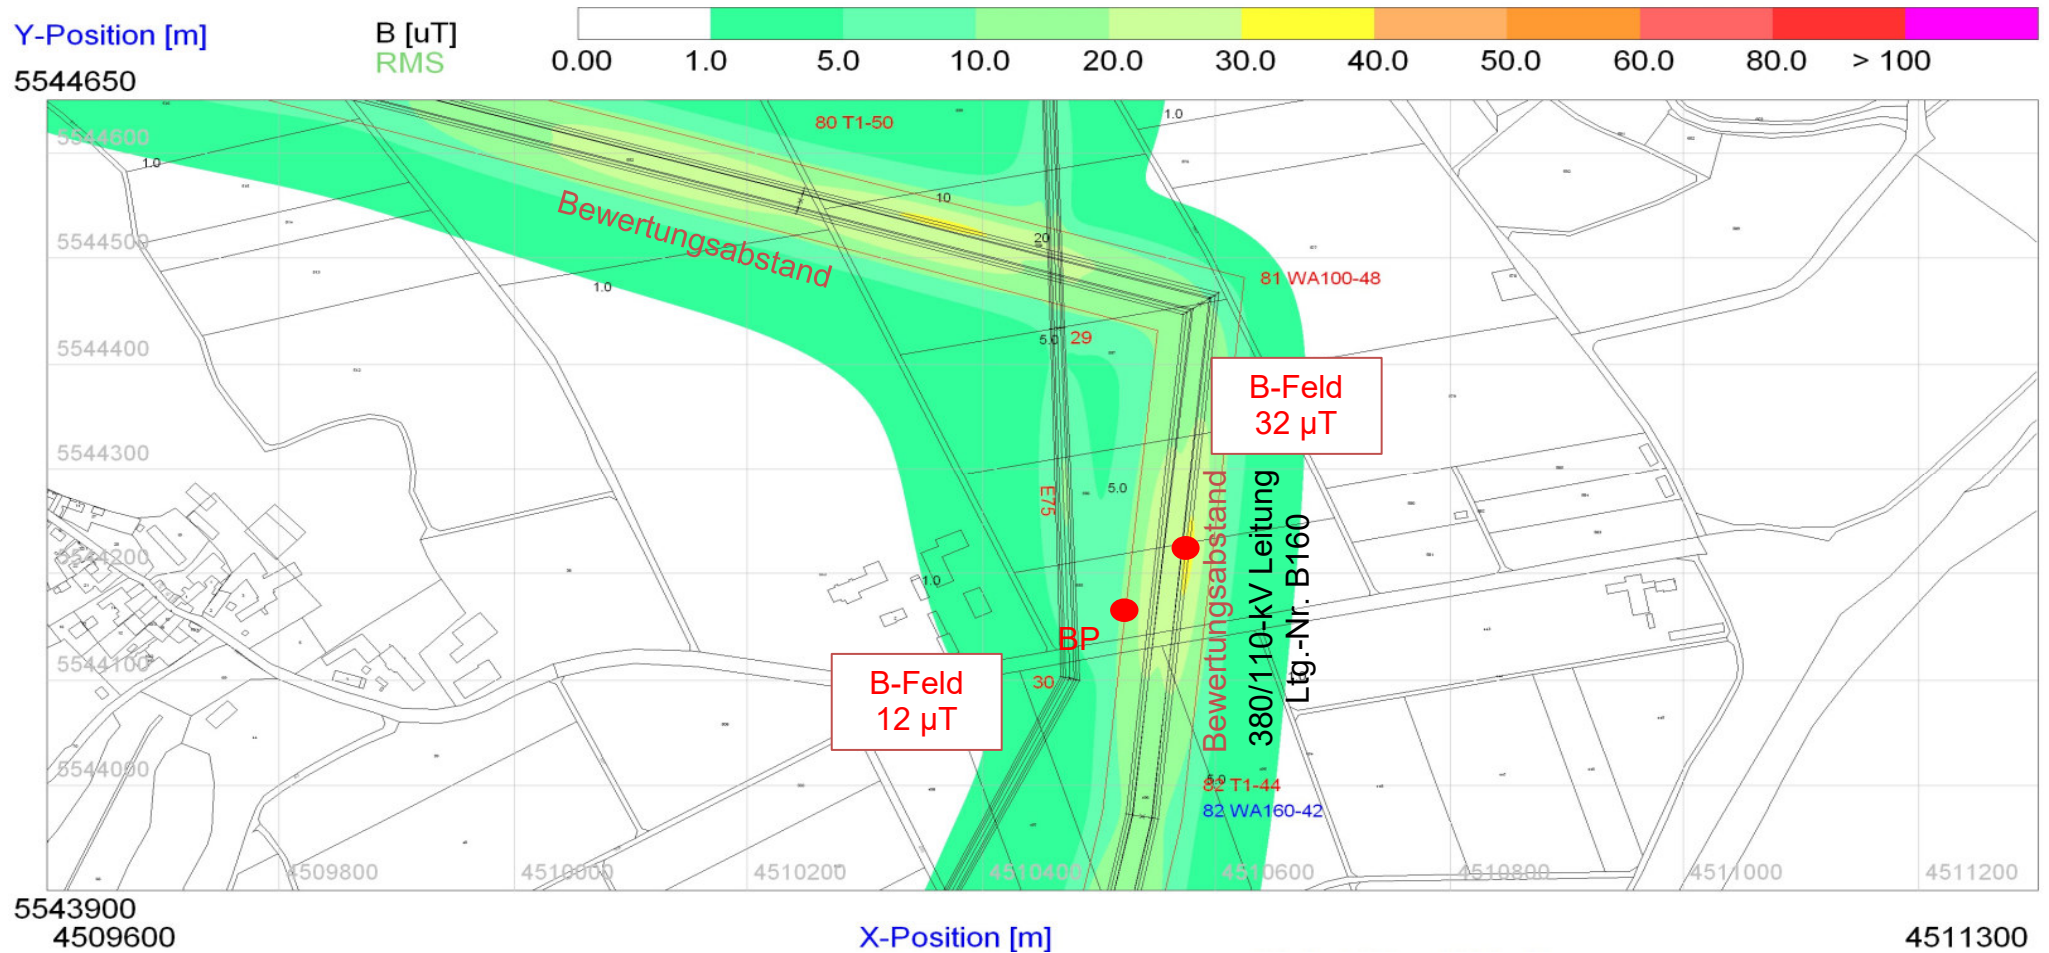 Y-Position [m]
B [uT]
RMS
0.00 1.0 5.0 10.0 20.0 30.0 40.0 50.0 60.0 80.0 > 100
5544650
80 T1-50
1.0
5544600
1.0
Bewertungsabstand
10
20
5544500
81 WA100-48
1.0
5.0
29
5544400
B-Feld
32 µT
5544300
E75
5.0
Bewertungsabstand
380/110-kV Leitung
Ltg.-Nr. B160
5544200
1.0
BP
5544100
30
B-Feld
12 µT
5544000
5.0
82 T1-44
82 WA160-42
4509800 4510000 4510200 4510400 4510600 4510800 4511000 4511200
5543900
4509600
X-Position [m]
4511300